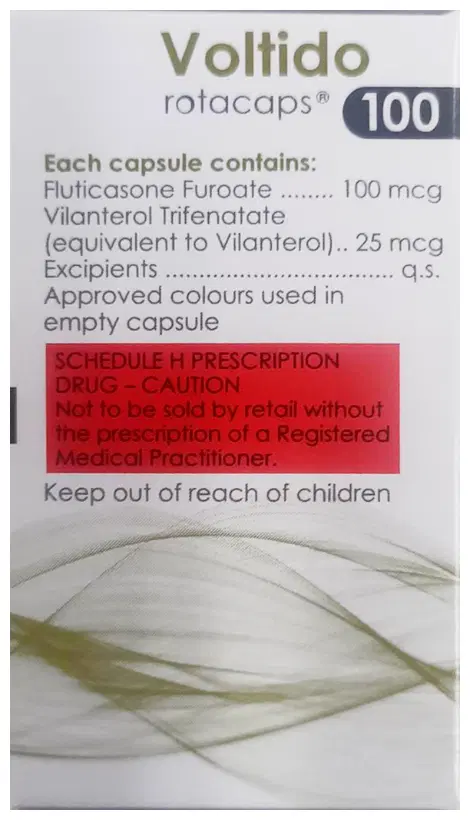 Voltido
rotacaps® 100
Each capsule contains:
Fluticasone Furoate ........ 100 mcg
Vilanterol Trifenatate
(equivalent to Vilanterol).. 25 mcg
Excipients .................................. q.s.
Approved colours used in
empty capsule
SCHEDULE H PRESCRIPTION
DRUG – CAUTION
Not to be sold by retail without
the prescription of a Registered
Medical Practitioner.
Keep out of reach of children